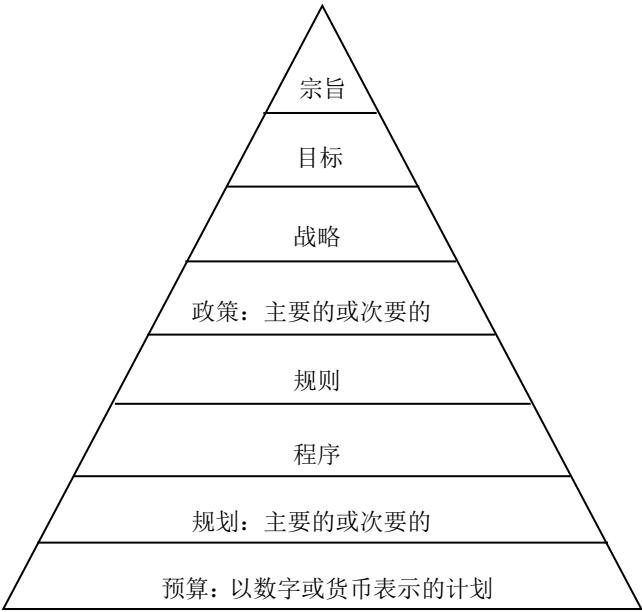 宗旨
目标
战略
政策：主要的或次要的
规则
程序
规划：主要的或次要的
预算：以数字或货币表示的计划